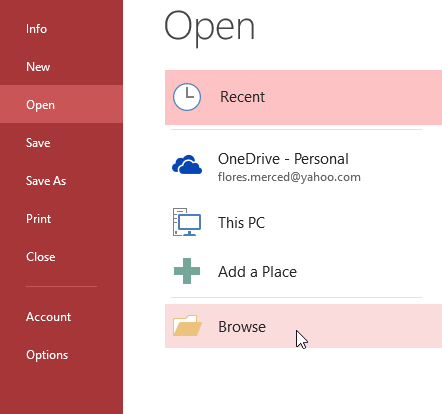 Info
New
Open
Save
Save As
Print
Close
Account
Options
Open
Recent
OneDrive - Personal
flores.merced@yahoo.com
This PC
Add a Place
Browse